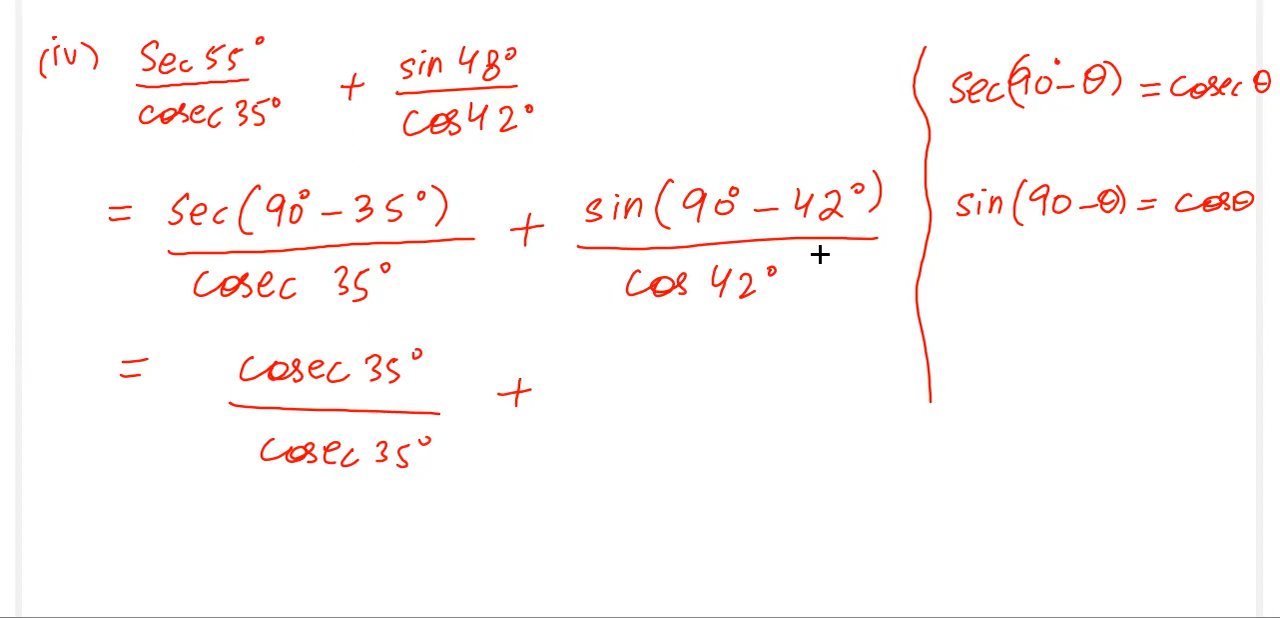 (iv) sec 55° / cosec 35° + sin 48° / cos 42°
= sec(90° - 35°) / cosec 35° + sin(90° - 42°) / cos 42°
= cosec 35° / cosec 35° +
sec(90° - θ) = cosec θ
sin(90 - θ) = cos θ